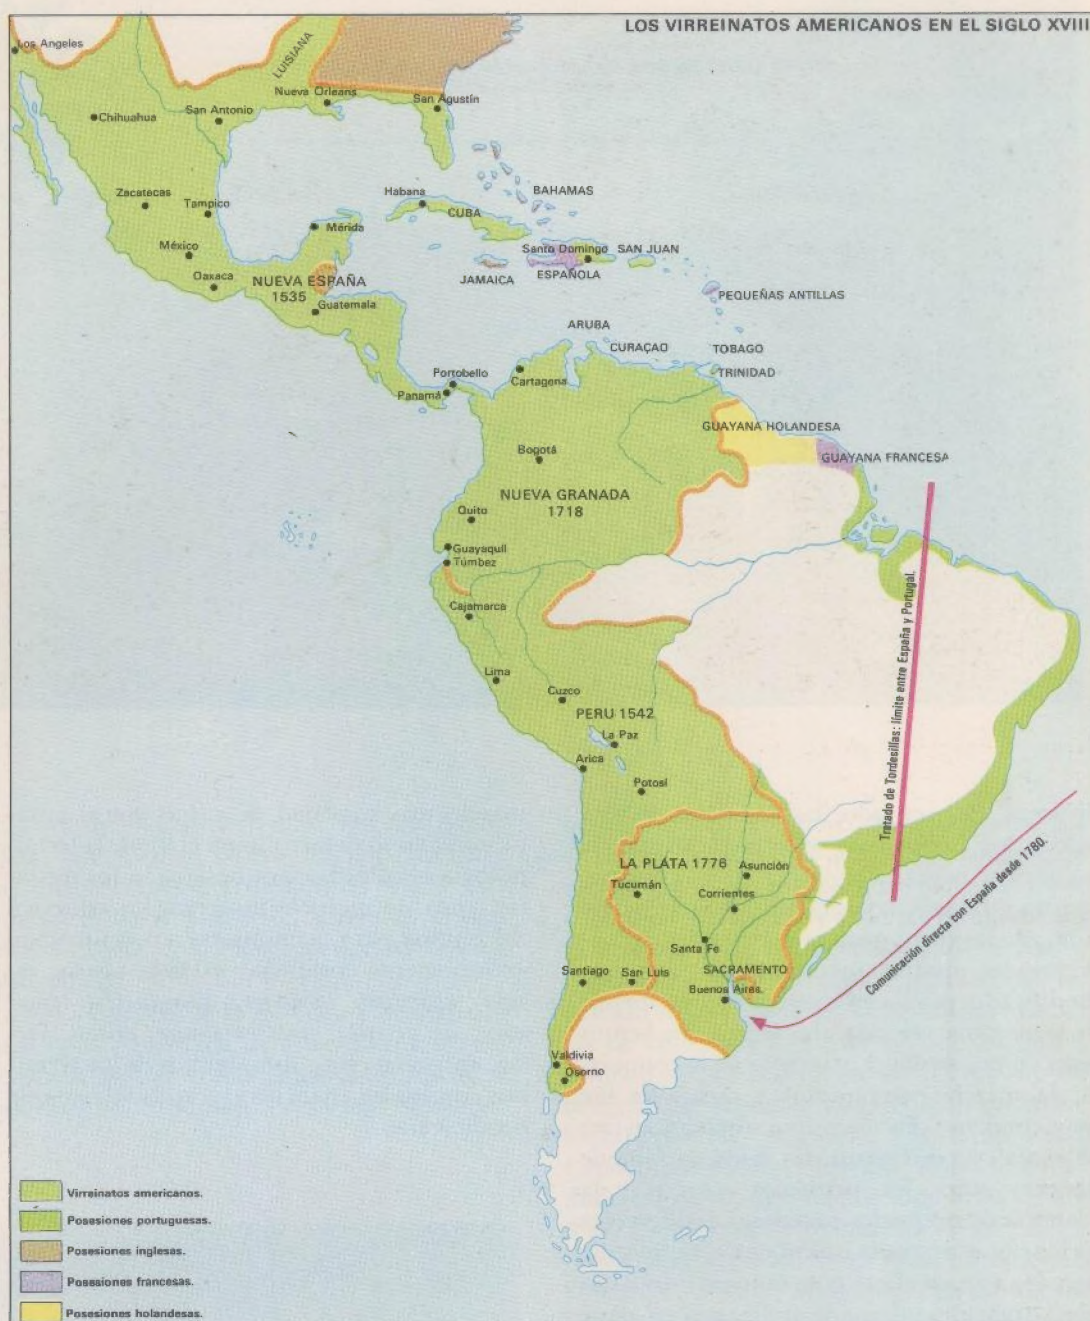 LOS VIRREINATOS AMERICANOS EN EL SIGLO XVIII
Los Angeles
LUISIANA
Nueva Orleans
San Agustín
Chihuahua
San Antonio
Zacatecas
Tampico
Habana
BAHAMAS
CUBA
Mérida
México
Santo Domingo
SAN JUAN
Oaxaca
NUEVA ESPAÑA
1535
JAMAICA
ESPAÑOLA
Guatemala
PEQUEÑAS ANTILLAS
ARUBA
CURAÇAO
TOBAGO
Portobello
Cartagena
TRINIDAD
Panamá
GUAYANA HOLANDESA
Bogotá
GUAYANA FRANCESA
NUEVA GRANADA
1718
Quito
Guayaquil
Túmbez
Cajamarca
Tratado de Tordesillas: límite entre España y Portugal.
Lima
Cuzco
PERU 1542
La Paz
Arica
Potosí
LA PLATA 1776
Asunción
Tucumán
Corrientes
Comunicación directa con España desde 1780.
Santa Fe
Santiago
San Luis
SACRAMENTO
Buenos Aires.
Valdivia
Osorno
Virreinatos americanos.
Posesiones portuguesas.
Posesiones inglesas.
Posesiones francesas.
Posesiones holandesas.